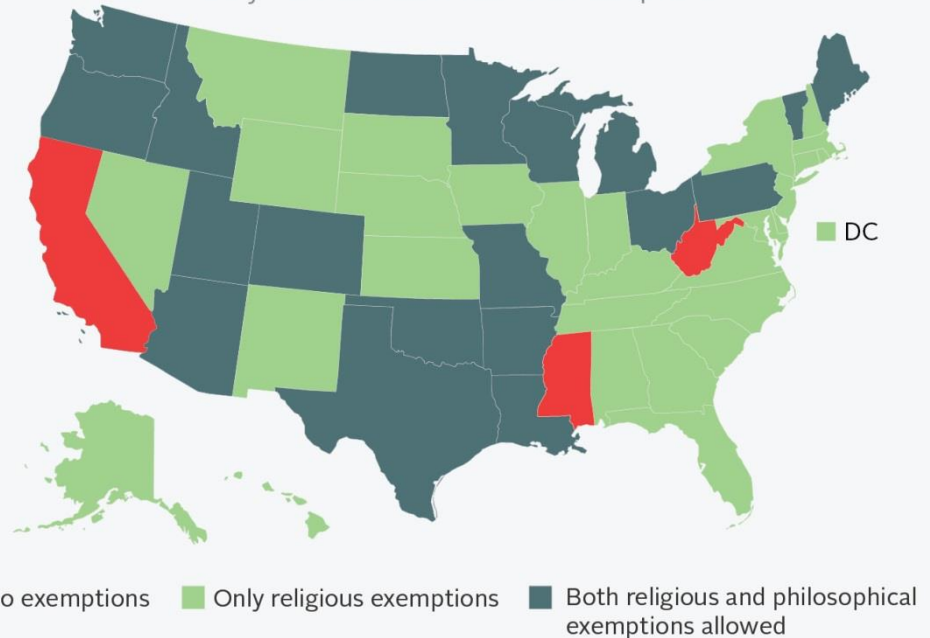 DC
o exemptions
Only religious exemptions
Both religious and philosophical
exemptions allowed